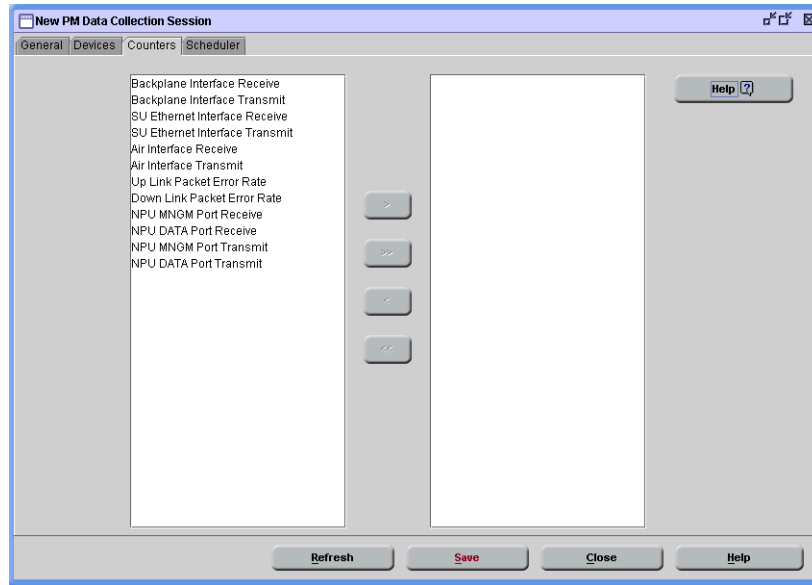 New PM Data Collection Session
General Devices Counters Scheduler
Backplane Interface Receive
Backplane Interface Transmit
SU Ethernet Interface Receive
SU Ethernet Interface Transmit
Air Interface Receive
Air Interface Transmit
Up Link Packet Error Rate
Down Link Packet Error Rate
NPU MNGM Port Receive
NPU DATA Port Receive
NPU MNGM Port Transmit
NPU DATA Port Transmit
>
>>
<
<<
Help ?
Refresh Save Close Help